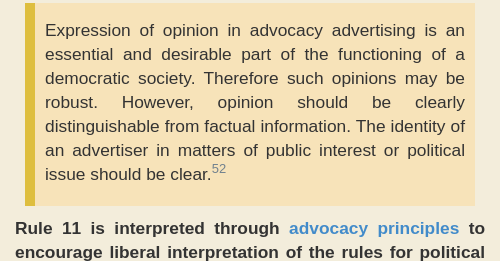 Expression of opinion in advocacy advertising is an
essential and desirable part of the functioning of a
democratic society. Therefore such opinions may be
robust. However, opinion should be clearly
distinguishable from factual information. The identity of
an advertiser in matters of public interest or political
issue should be clear.52
Rule 11 is interpreted through advocacy principles to
encourage liberal interpretation of the rules for political